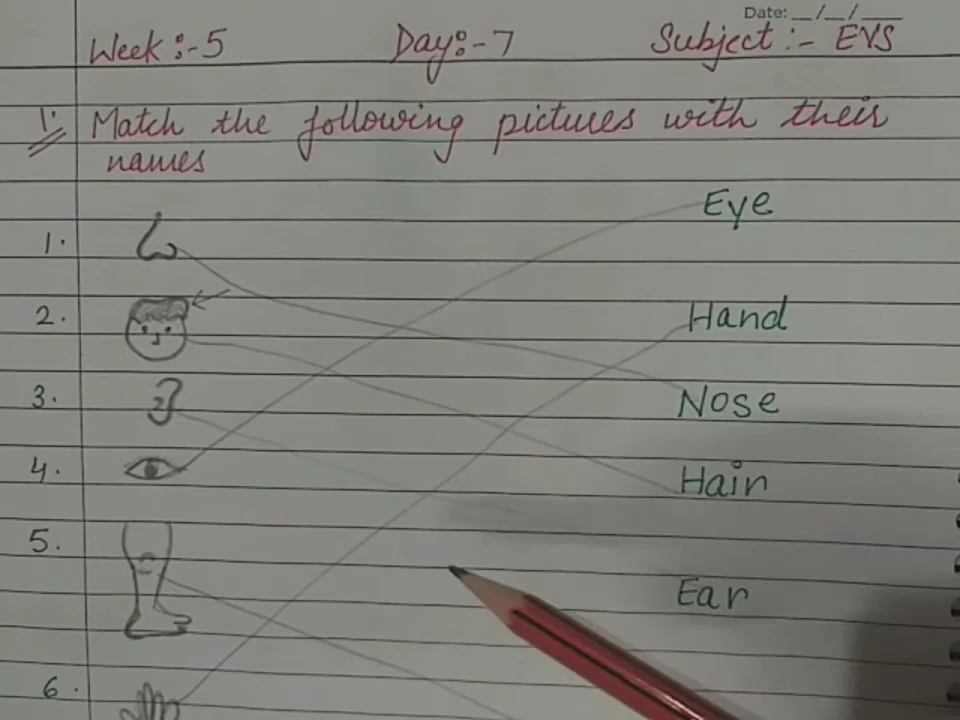 Date: __/__/____
Week :- 5 Day:- 7 Subject :- EVS
1. Match the following pictures with their
names
Eye
1.
2. Hand
3. Nose
4. Hair
5.
Ear
6.